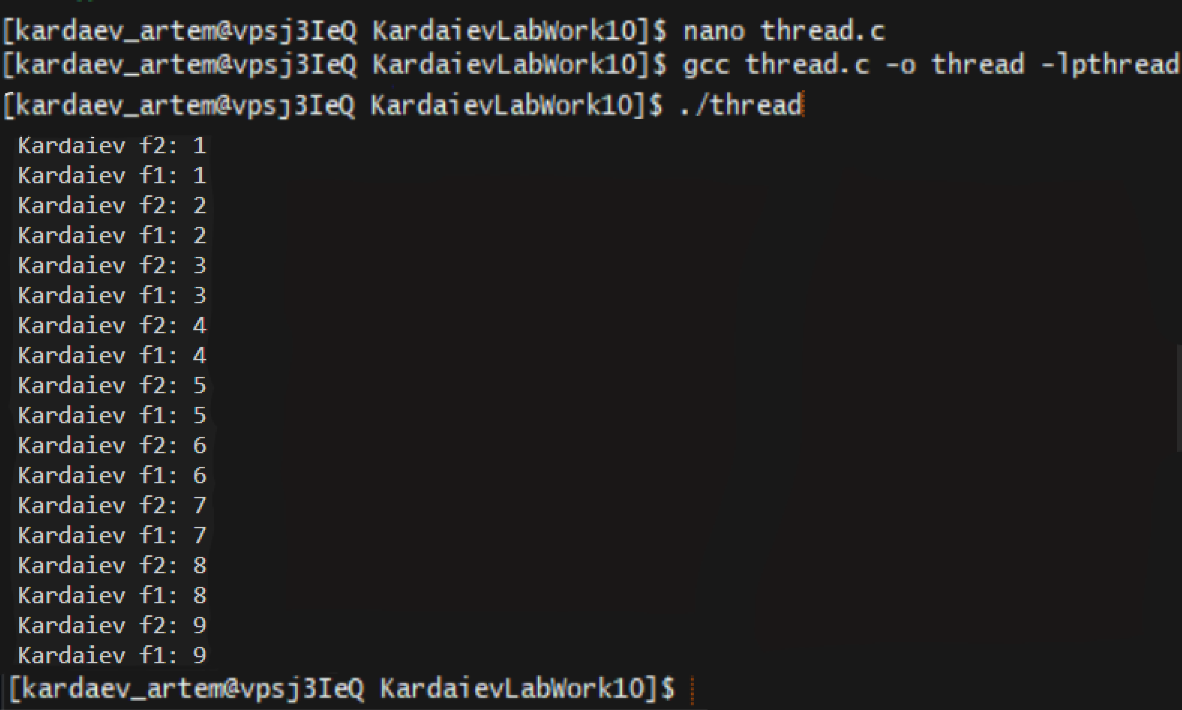 [kardaev_artem@vpsj3IeQ KardaievLabWork10]$ nano thread.c
[kardaev_artem@vpsj3IeQ KardaievLabWork10]$ gcc thread.c -o thread -lpthread
[kardaev_artem@vpsj3IeQ KardaievLabWork10]$ ./thread
Kardaiev f2: 1
Kardaiev f1: 1
Kardaiev f2: 2
Kardaiev f1: 2
Kardaiev f2: 3
Kardaiev f1: 3
Kardaiev f2: 4
Kardaiev f1: 4
Kardaiev f2: 5
Kardaiev f1: 5
Kardaiev f2: 6
Kardaiev f1: 6
Kardaiev f2: 7
Kardaiev f1: 7
Kardaiev f2: 8
Kardaiev f1: 8
Kardaiev f2: 9
Kardaiev f1: 9
[kardaev_artem@vpsj3IeQ KardaievLabWork10]$